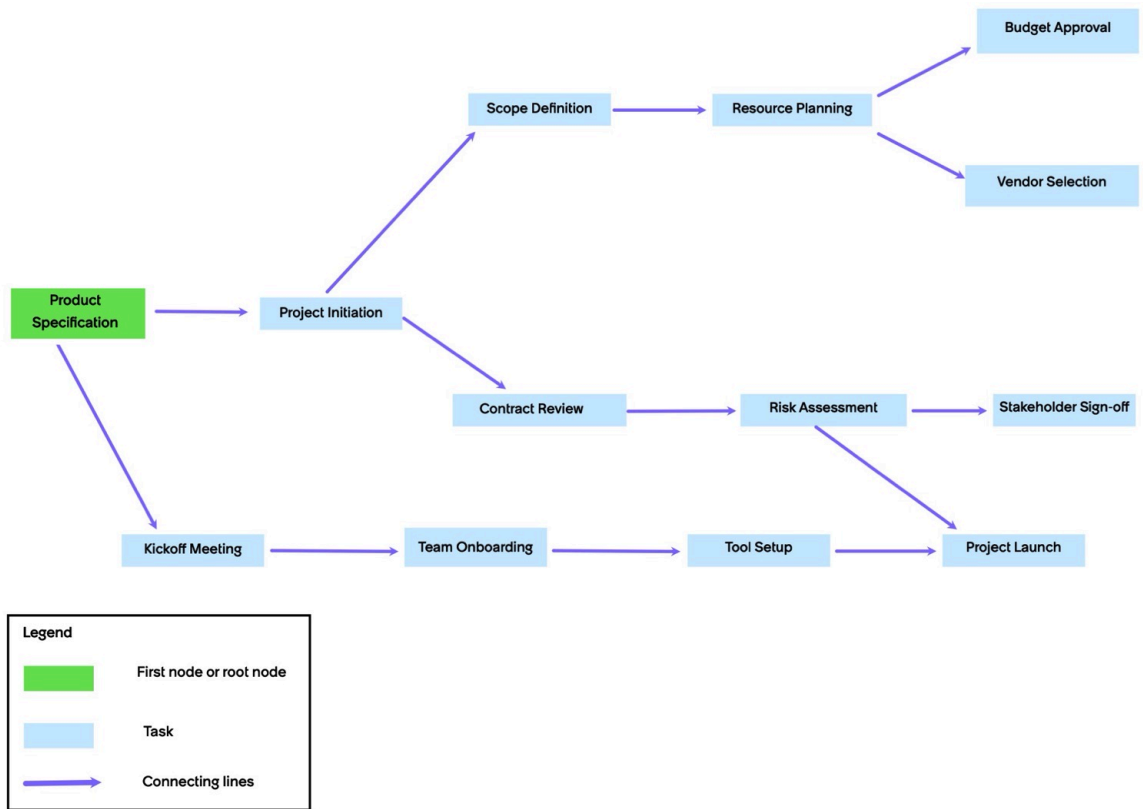 Budget Approval
Scope Definition
Resource Planning
Vendor Selection
Product
Specification
Project Initiation
Contract Review
Risk Assessment
Stakeholder Sign-off
Kickoff Meeting
Team Onboarding
Tool Setup
Project Launch
Legend
First node or root node
Task
Connecting lines